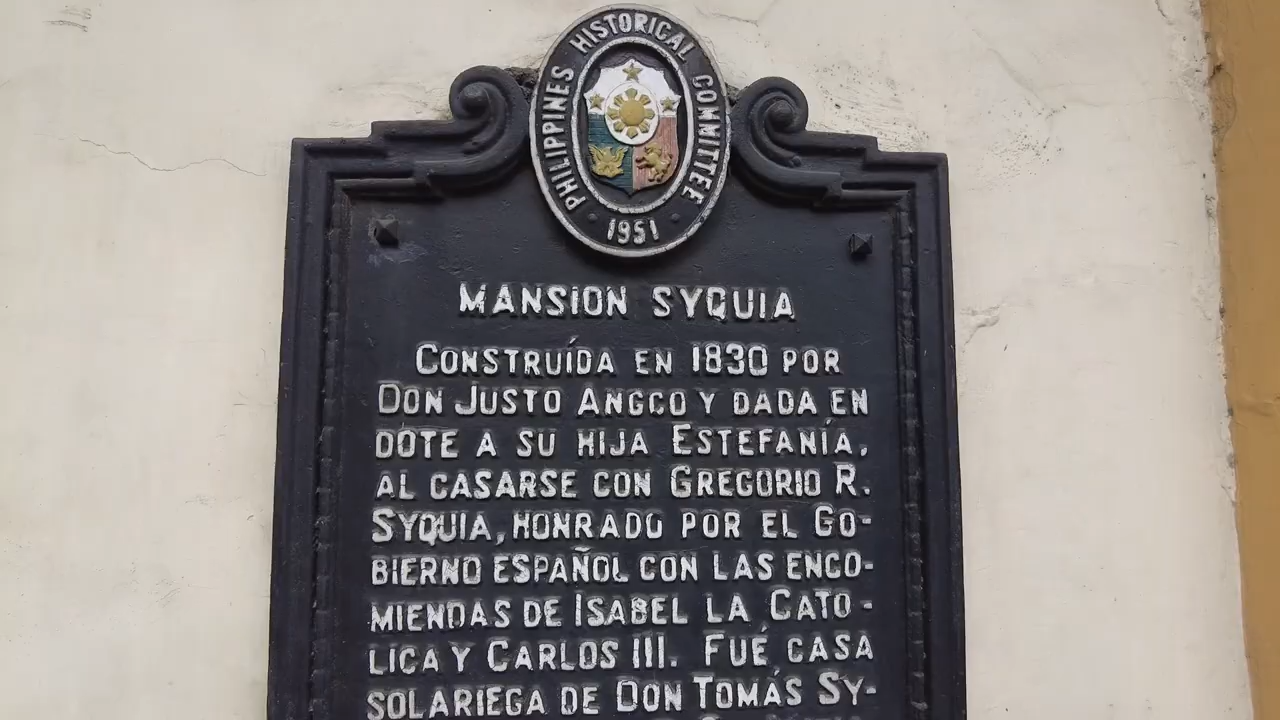 PHILIPPINES HISTORICAL COMMITTEE
1951
MANSION SYQUIA
CONSTRUÍDA EN 1830 POR
DON JUSTO ANGCO Y DADA EN
DOTE A SU HIJA ESTEFANÍA,
AL CASARSE CON GREGORIO R.
SYQUIA, HONRADO POR EL GO-
BIERNO ESPAÑOL CON LAS ENCO-
MIENDAS DE ISABEL LA CATO-
LICA Y CARLOS III. FUÉ CASA
SOLARIEGA DE DON TOMÁS SY-